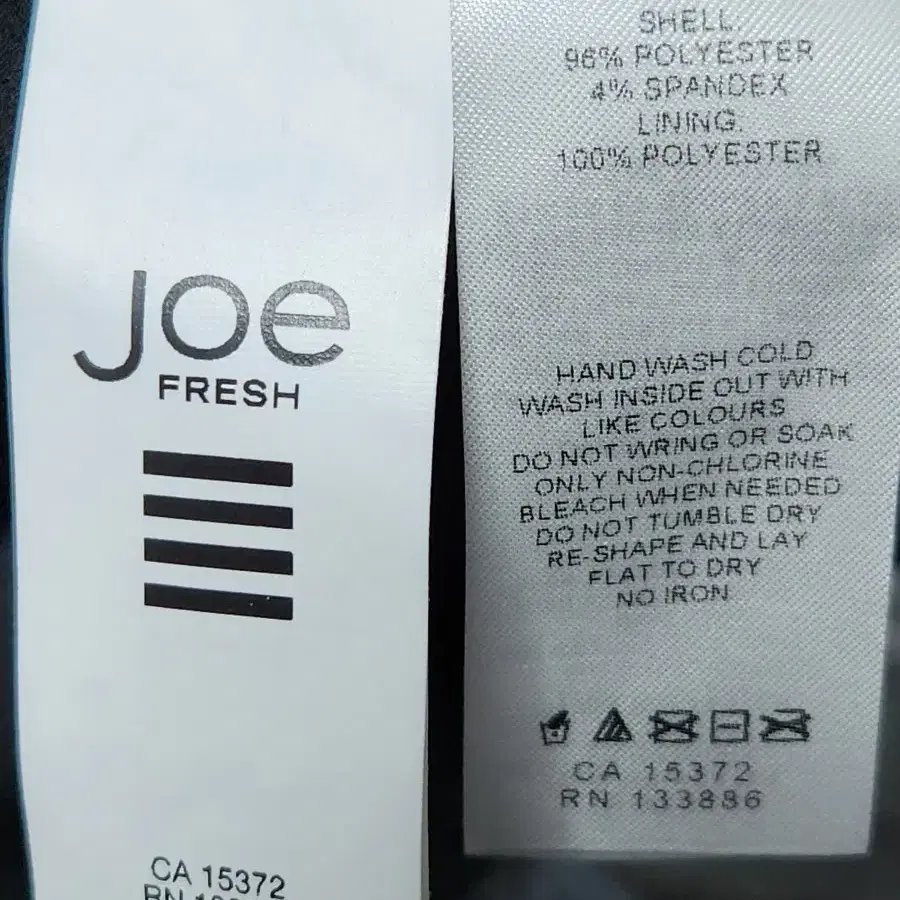 Joe
FRESH
CA 15372
RN
SHELL:
96% POLYESTER
4% SPANDEX
LINING:
100% POLYESTER
HAND WASH COLD
WASH INSIDE OUT WITH
LIKE COLOURS
DO NOT WRING OR SOAK
ONLY NON-CHLORINE
BLEACH WHEN NEEDED
DO NOT TUMBLE DRY
RE-SHAPE AND LAY
FLAT TO DRY
NO IRON
CA 15372
RN 133886